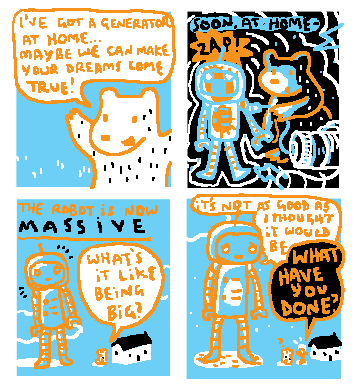 I'VE GOT A GENERATOR
AT HOME...
MAYBE WE CAN MAKE
YOUR DREAMS COME
TRUE!
SOON, AT HOME-
ZAP!
THE ROBOT IS NOW
MASSIVE
WHAT'S
IT LIKE
BEING
BIG?
IT'S NOT AS GOOD AS
I THOUGHT
IT WOULD
BE
WHAT
HAVE
YOU
DONE?